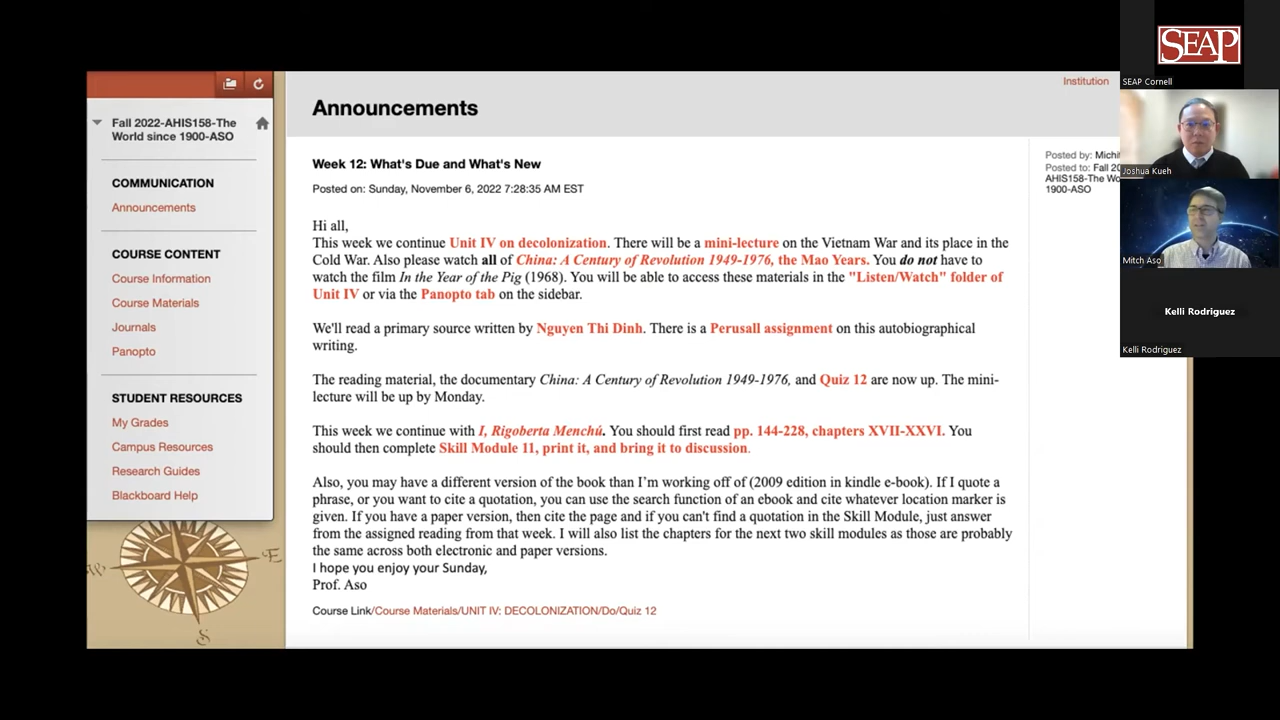 SEAP
SEAP Cornell
Institution
Announcements
Fall 2022-AHIS158-The
World since 1900-ASO
COMMUNICATION
Announcements
COURSE CONTENT
Course Information
Course Materials
Journals
Panopto
STUDENT RESOURCES
My Grades
Campus Resources
Research Guides
Blackboard Help
E
S
Week 12: What's Due and What's New
Posted on: Sunday, November 6, 2022 7:28:35 AM EST
Hi all,
This week we continue Unit IV on decolonization. There will be a mini-lecture on the Vietnam War and its place in the
Cold War. Also please watch all of China: A Century of Revolution 1949-1976, the Mao Years. You do not have to
watch the film In the Year of the Pig (1968). You will be able to access these materials in the "Listen/Watch" folder of
Unit IV or via the Panopto tab on the sidebar.
We'll read a primary source written by Nguyen Thi Dinh. There is a Perusall assignment on this autobiographical
writing.
The reading material, the documentary China: A Century of Revolution 1949-1976, and Quiz 12 are now up. The mini-
lecture will be up by Monday.
This week we continue with I, Rigoberta Menchú. You should first read pp. 144-228, chapters XVII-XXVI. You
should then complete Skill Module 11, print it, and bring it to discussion.
Also, you may have a different version of the book than I'm working off of (2009 edition in kindle e-book). If I quote a
phrase, or you want to cite a quotation, you can use the search function of an ebook and cite whatever location marker is
given. If you have a paper version, then cite the page and if you can't find a quotation in the Skill Module, just answer
from the assigned reading from that week. I will also list the chapters for the next two skill modules as those are probably
the same across both electronic and paper versions.
I hope you enjoy your Sunday,
Prof. Aso
Course Link/Course Materials/UNIT IV: DECOLONIZATION/Do/Quiz 12
Posted by:
Posted to: Fall
AHIS158-The
1900-ASO
Joshua Kueh
Mitch Aso
Kelli Rodriguez
Kelli Rodriguez